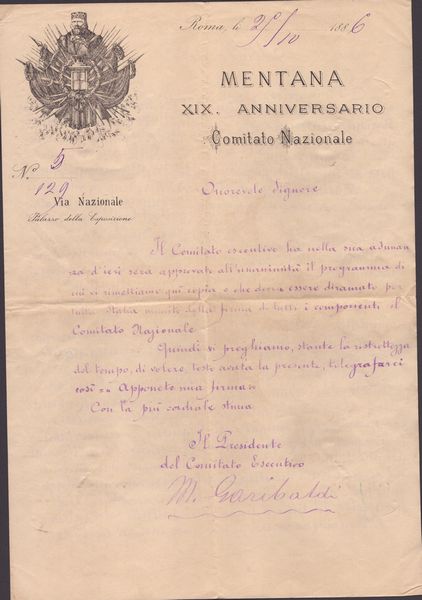 Roma, li 25/10 1886
MENTANA
XIX. ANNIVERSARIO
Comitato Nazionale
N.° 5
129 Via Nazionale
Palazzo della Esposizione
Onorevole Signore
Il Comitato esecutivo ha nella sua adunan
za d'ieri sera approvato all'unanimità il programma di
cui vi rimettiamo qui copia e che dovrà essere diramato per
tutta Italia munito della firma di tutti i componenti il
Comitato Nazionale
Quindi vi preghiamo, stante la ristrettezza
del tempo, di volere, tosto avuta la presente, telegrafarci
così = Apponete mia firma =
Con la più cordiale stima
Il Presidente
del Comitato Esecutivo
M. Garibaldi